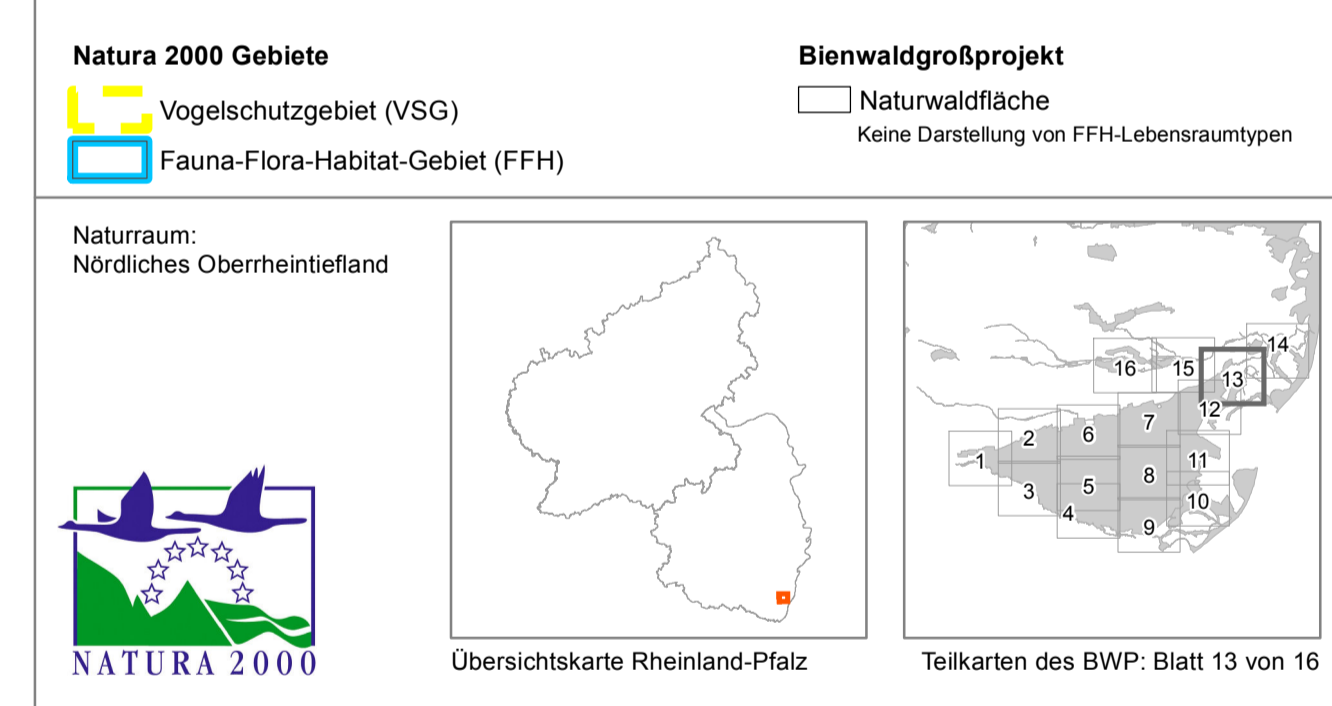 Natura 2000 Gebiete
Vogelschutzgebiet (VSG)
Fauna-Flora-Habitat-Gebiet (FFH)
Bienwaldgroßprojekt
Naturwaldfläche
Keine Darstellung von FFH-Lebensraumtypen
Naturraum:
Nördliches Oberrheintiefland
NATURA 2000
Übersichtskarte Rheinland-Pfalz
14
16
15
13
12
7
6
2
11
1
8
5
3
10
4
9
Teilkarten des BWP: Blatt 13 von 16